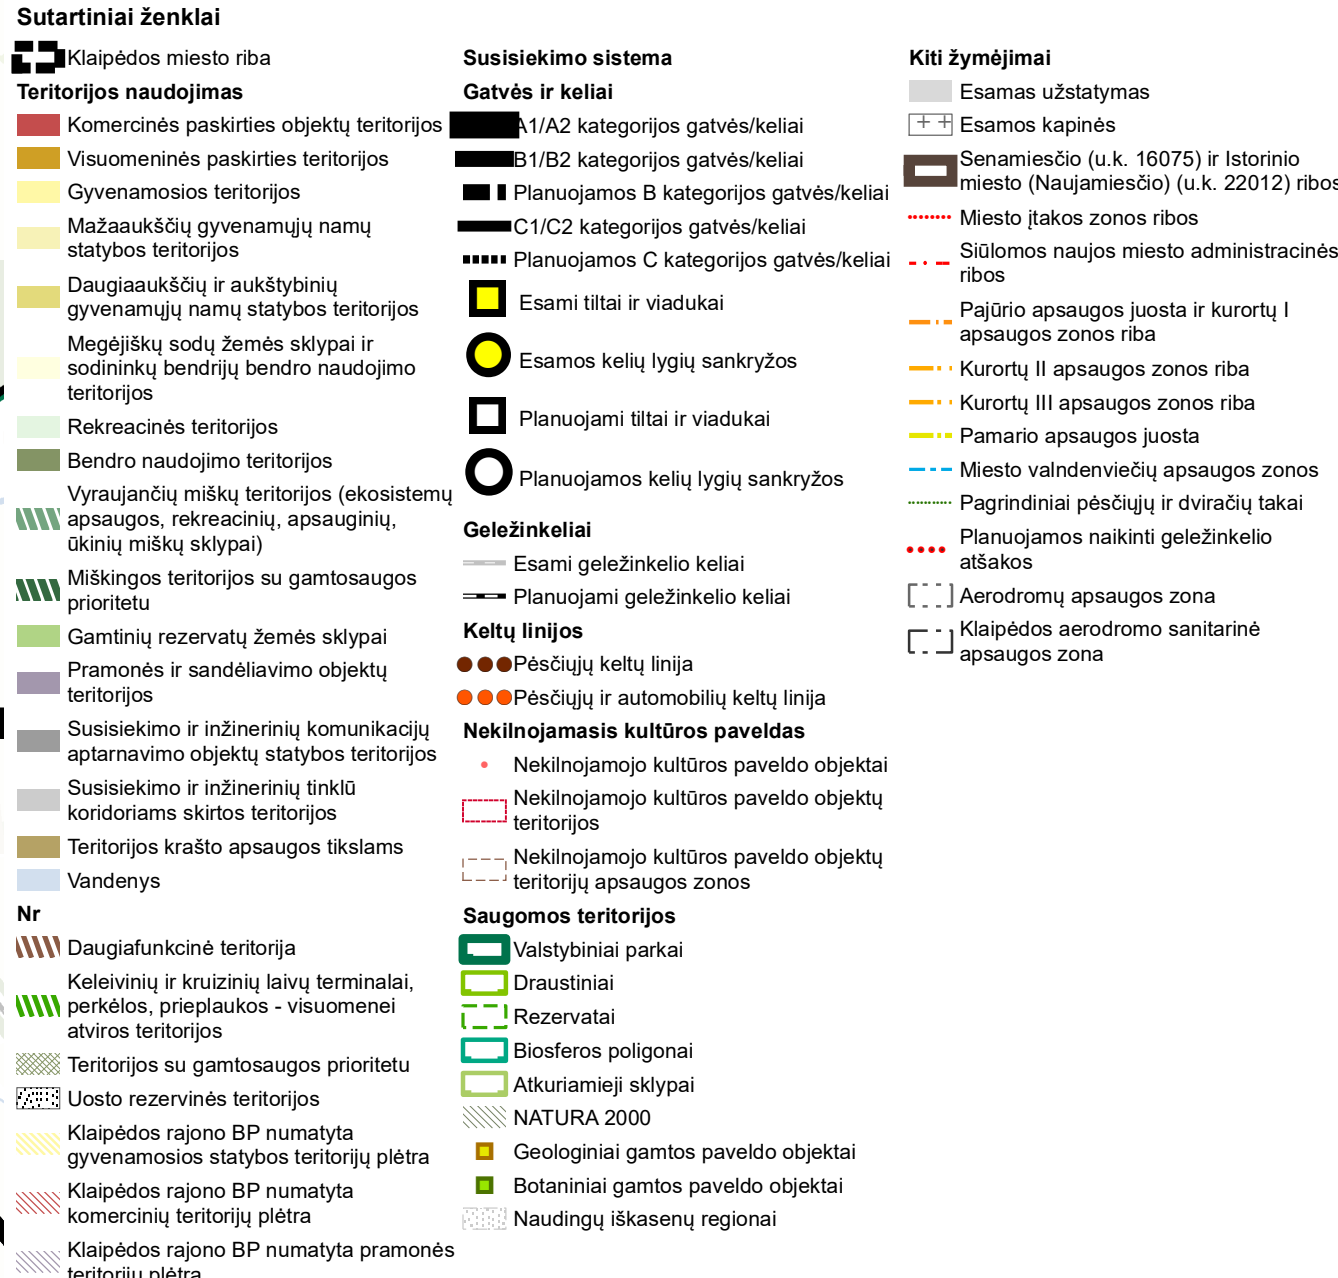 Sutartiniai ženklai
Klaipėdos miesto riba
Teritorijos naudojimas
Komercinės paskirties objektų teritorijos
Visuomeninės paskirties teritorijos
Gyvenamosios teritorijos
Mažaaukščių gyvenamųjų namų
statybos teritorijos
Daugiaaukščių ir aukštybinių
gyvenamųjų namų statybos teritorijos
Megėjiškų sodų žemės sklypai ir
sodininkų bendrijų bendro naudojimo
teritorijos
Rekreacinės teritorijos
Bendro naudojimo teritorijos
Vyraujančių miškų teritorijos (ekosistemų
apsaugos, rekreacinių, apsauginių,
ūkinių miškų sklypai)
Miškingos teritorijos su gamtosaugos
prioritetu
Gamtinių rezervatų žemės sklypai
Pramonės ir sandėliavimo objektų
teritorijos
Susisiekimo ir inžinerinių komunikacijų
aptarnavimo objektų statybos teritorijos
Susisiekimo ir inžinerinių tinklū
koridoriams skirtos teritorijos
Teritorijos krašto apsaugos tikslams
Vandenys
Nr
Daugiafunkcinė teritorija
Keleivinių ir kruizinių laivų terminalai,
perkėlos, prieplaukos - visuomenei
atviros teritorijos
Teritorijos su gamtosaugos prioritetu
Uosto rezervinės teritorijos
Klaipėdos rajono BP numatyta
gyvenamosios statybos teritorijų plėtra
Klaipėdos rajono BP numatyta
komercinių teritorijų plėtra
Klaipėdos rajono BP numatyta pramonės
teritorijų plėtra
Susisiekimo sistema
Gatvės ir keliai
A1/A2 kategorijos gatvės/keliai
B1/B2 kategorijos gatvės/keliai
Planuojamos B kategorijos gatvės/keliai
C1/C2 kategorijos gatvės/keliai
Planuojamos C kategorijos gatvės/keliai
Esami tiltai ir viadukai
Esamos kelių lygių sankryžos
Planuojami tiltai ir viadukai
Planuojamos kelių lygių sankryžos
Geležinkeliai
Esami geležinkelio keliai
Planuojami geležinkelio keliai
Keltų linijos
Pėsčiųjų keltų linija
Pėsčiųjų ir automobilių keltų linija
Nekilnojamasis kultūros paveldas
Nekilnojamojo kultūros paveldo objektai
Nekilnojamojo kultūros paveldo objektų
teritorijos
Nekilnojamojo kultūros paveldo objektų
teritorijų apsaugos zonos
Saugomos teritorijos
Valstybiniai parkai
Draustiniai
Rezervatai
Biosferos poligonai
Atkuriamieji sklypai
NATURA 2000
Geologiniai gamtos paveldo objektai
Botaniniai gamtos paveldo objektai
Naudingų iškasenų regionai
Kiti žymėjimai
Esamas užstatymas
Esamos kapinės
Senamiesčio (u.k. 16075) ir Istorinio
miesto (Naujamiesčio) (u.k. 22012) ribos
Miesto įtakos zonos ribos
Siūlomos naujos miesto administracinės
ribos
Pajūrio apsaugos juosta ir kurortų I
apsaugos zonos riba
Kurortų II apsaugos zonos riba
Kurortų III apsaugos zonos riba
Pamario apsaugos juosta
Miesto valndenviečių apsaugos zonos
Pagrindiniai pėsčiųjų ir dviračių takai
Planuojamos naikinti geležinkelio
atšakos
Aerodromų apsaugos zona
Klaipėdos aerodromo sanitarinė
apsaugos zona